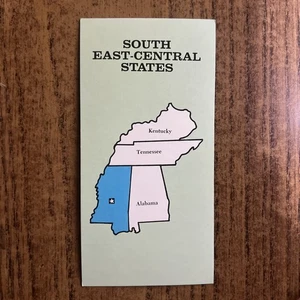 SOUTH
EAST-CENTRAL
STATES
Kentucky
Tennessee
Alabama